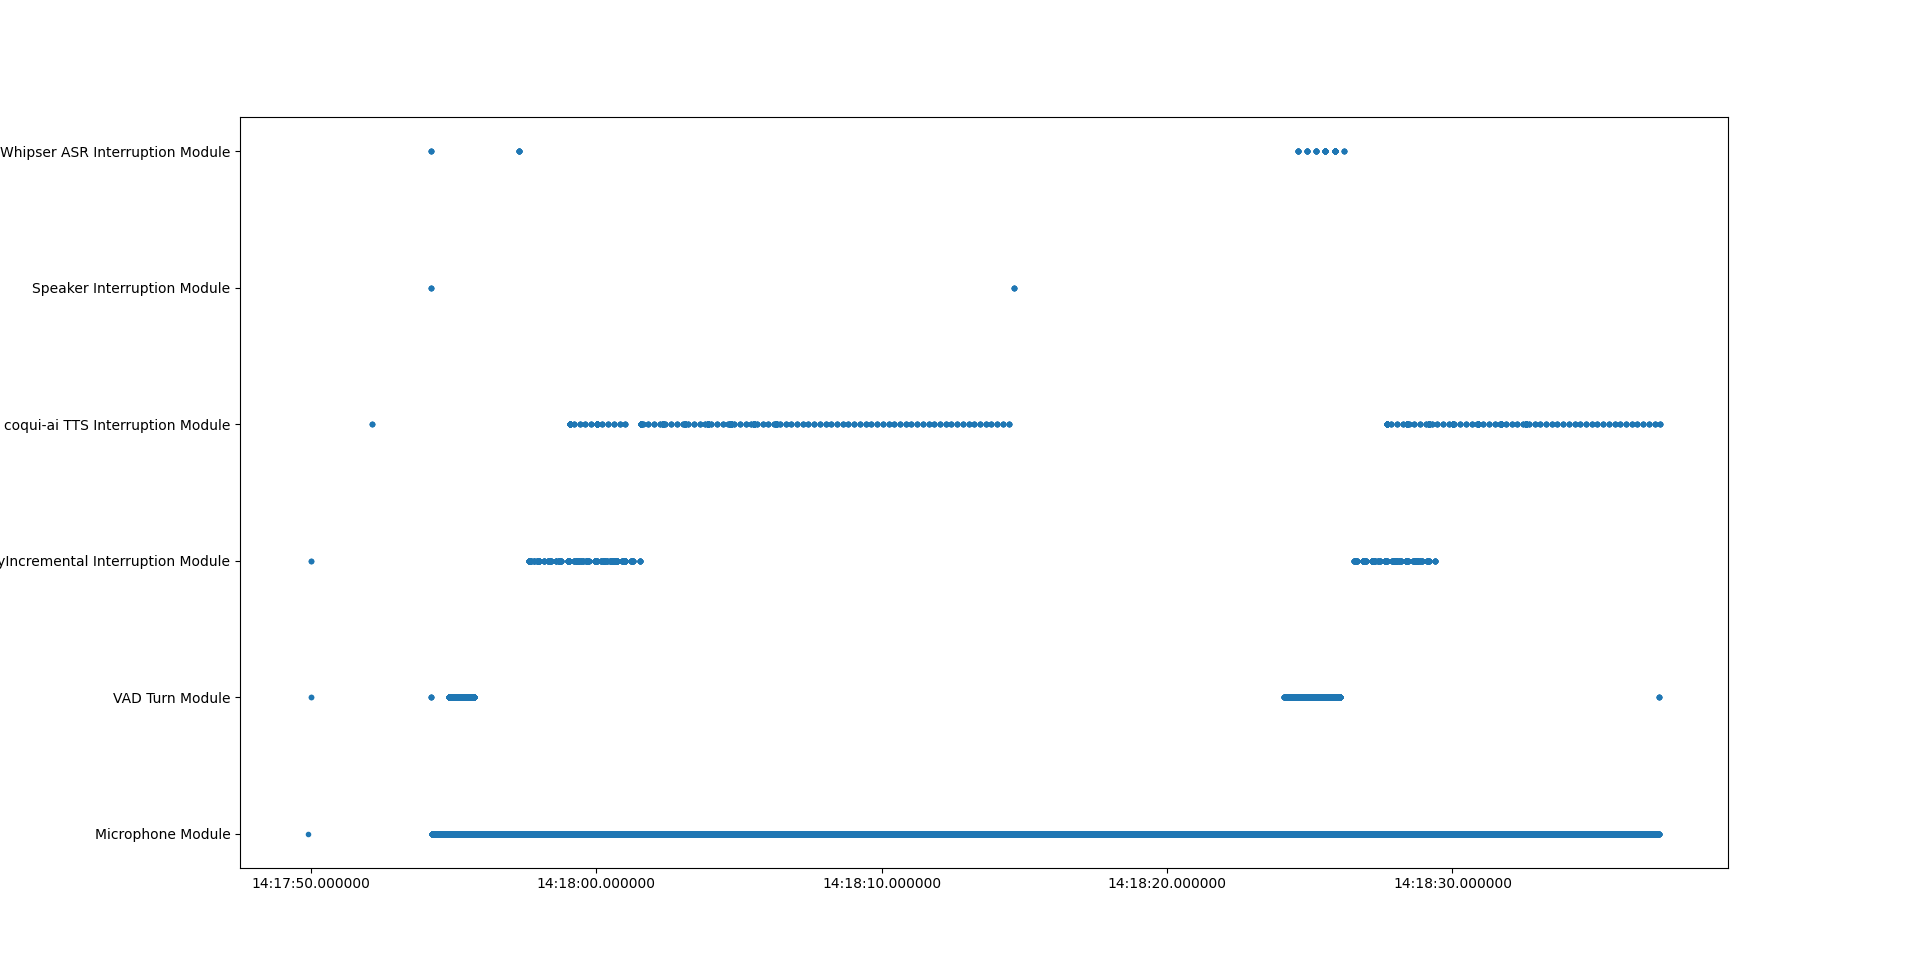 Whipser ASR Interruption Module
Speaker Interruption Module
coqui-ai TTS Interruption Module
yIncremental Interruption Module
VAD Turn Module
Microphone Module
14:17:50.000000 14:18:00.000000 14:18:10.000000 14:18:20.000000 14:18:30.000000